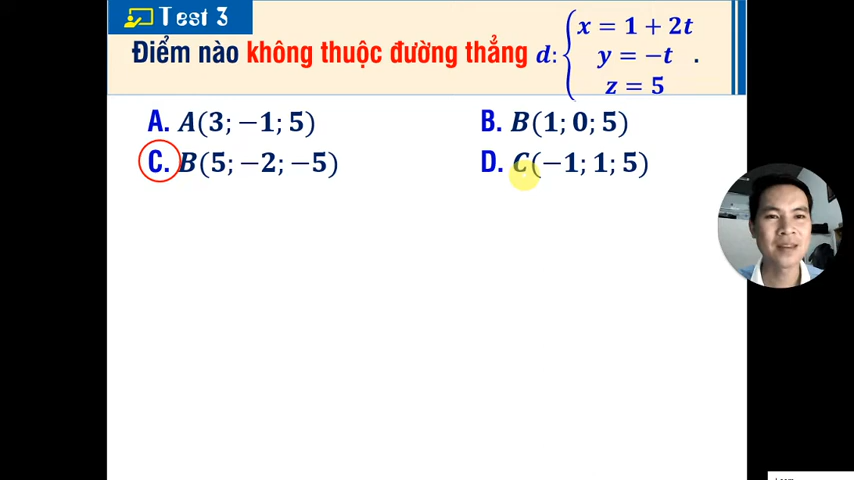 Test 3
Điểm nào không thuộc đường thẳng d: { x = 1 + 2t
y = −t .
z = 5
A. A(3; −1; 5) B. B(1; 0; 5)
C. B(5; −2; −5) D. C(−1; 1; 5)